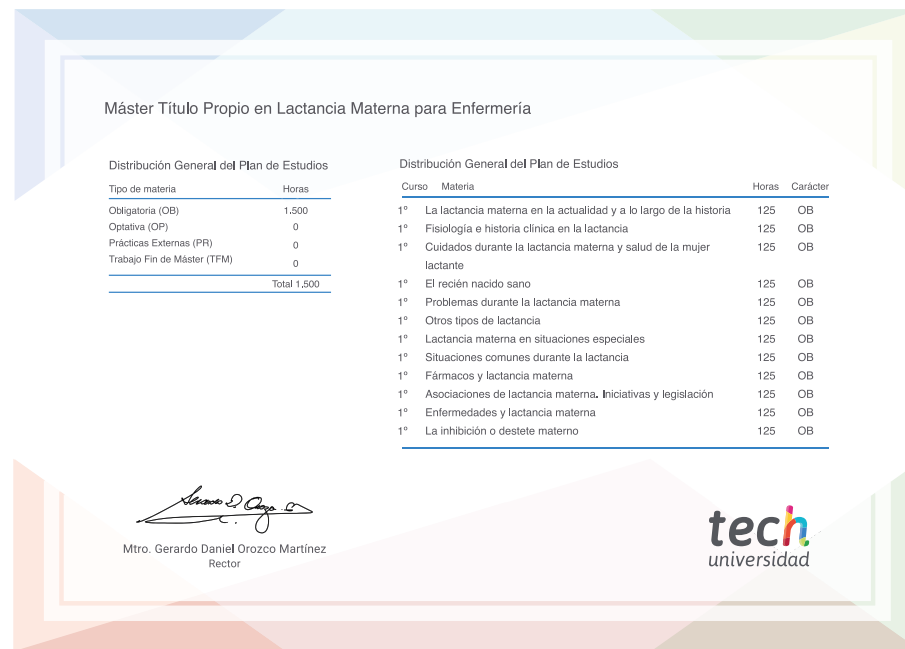 Máster Título Propio en Lactancia Materna para Enfermería
Distribución General del Plan de Estudios
Tipo de materia Horas
Obligatoria (OB) 1.500
Optativa (OP) 0
Prácticas Externas (PR) 0
Trabajo Fin de Máster (TFM) 0
Total 1.500
Distribución General del Plan de Estudios
Curso Materia Horas Carácter
1º La lactancia materna en la actualidad y a lo largo de la historia 125 OB
1º Fisiología e historia clínica en la lactancia 125 OB
1º Cuidados durante la lactancia materna y salud de la mujer 125 OB
lactante
1º El recién nacido sano 125 OB
1º Problemas durante la lactancia materna 125 OB
1º Otros tipos de lactancia 125 OB
1º Lactancia materna en situaciones especiales 125 OB
1º Situaciones comunes durante la lactancia 125 OB
1º Fármacos y lactancia materna 125 OB
1º Asociaciones de lactancia materna. Iniciativas y legislación 125 OB
1º Enfermedades y lactancia materna 125 OB
1º La inhibición o destete materno 125 OB
Mtro. Gerardo Daniel Orozco Martínez
Rector
tech
universidad